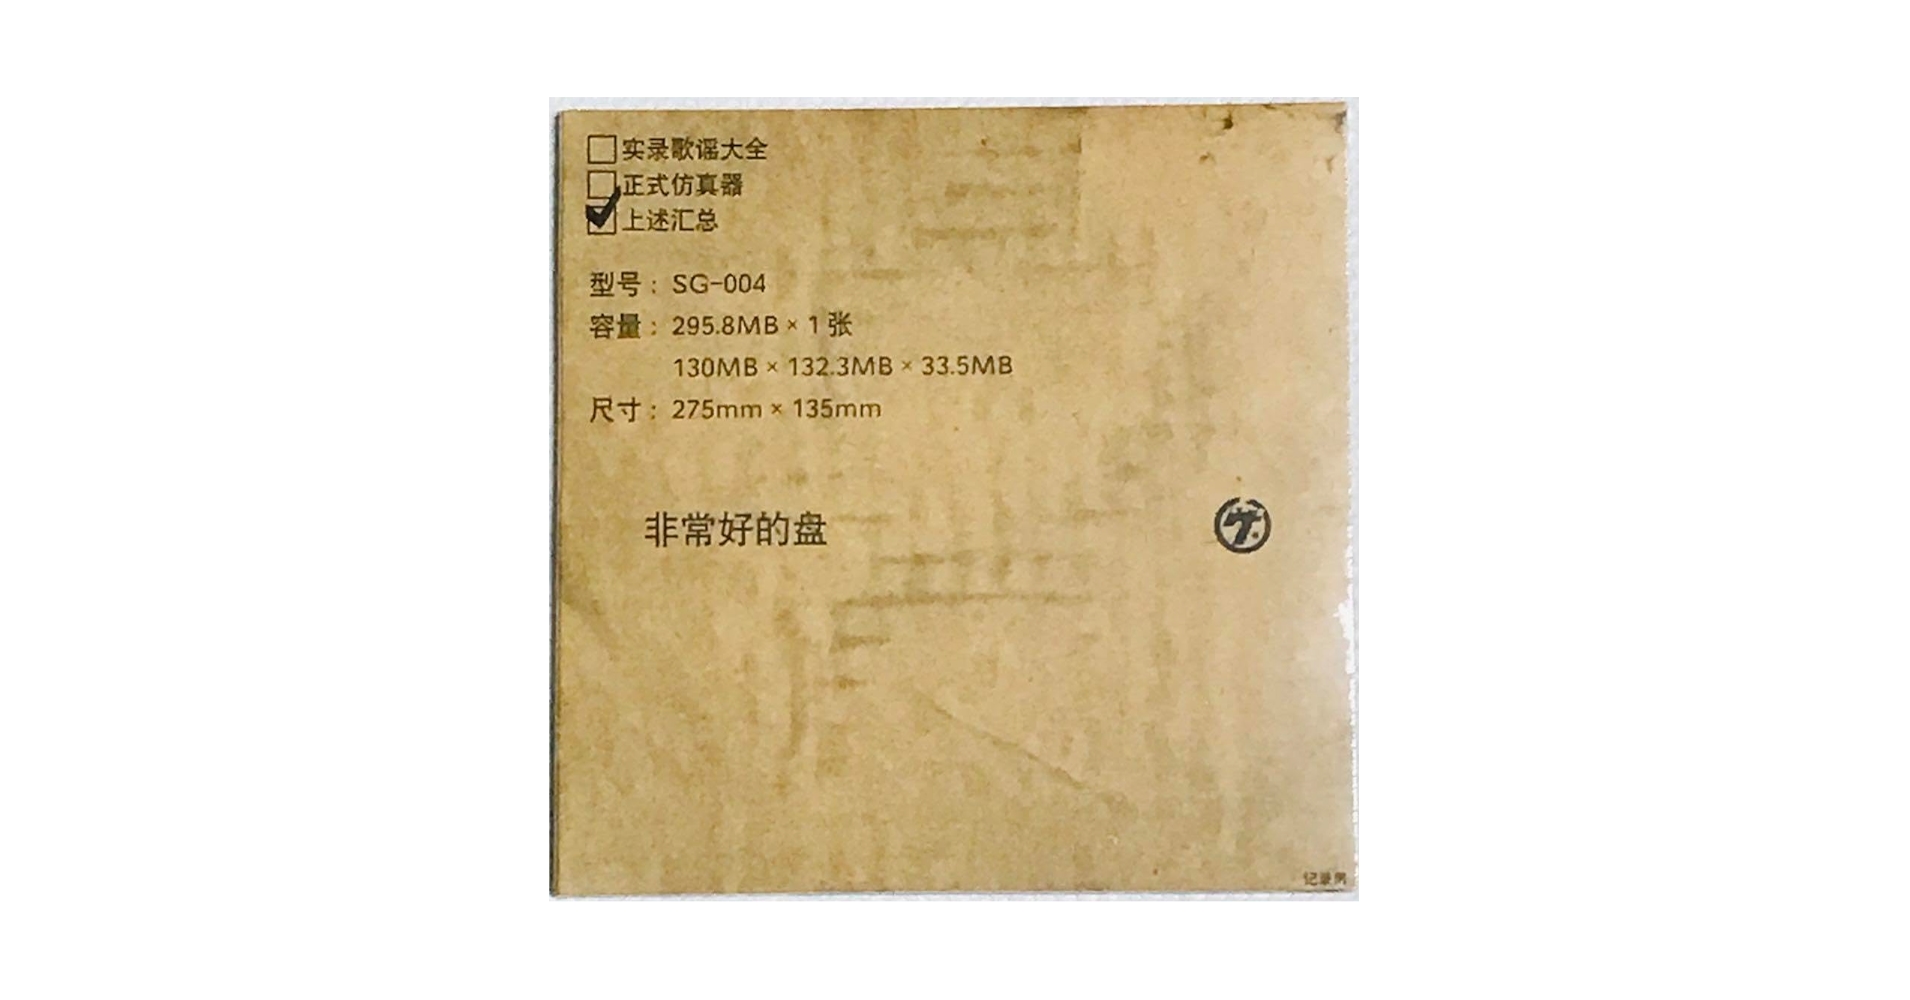 实录歌谣大全
正式仿真器
上述汇总
型号：SG-004
容量：295.8MB × 1 张
130MB × 132.3MB × 33.5MB
尺寸：275mm × 135mm
非常好的盘